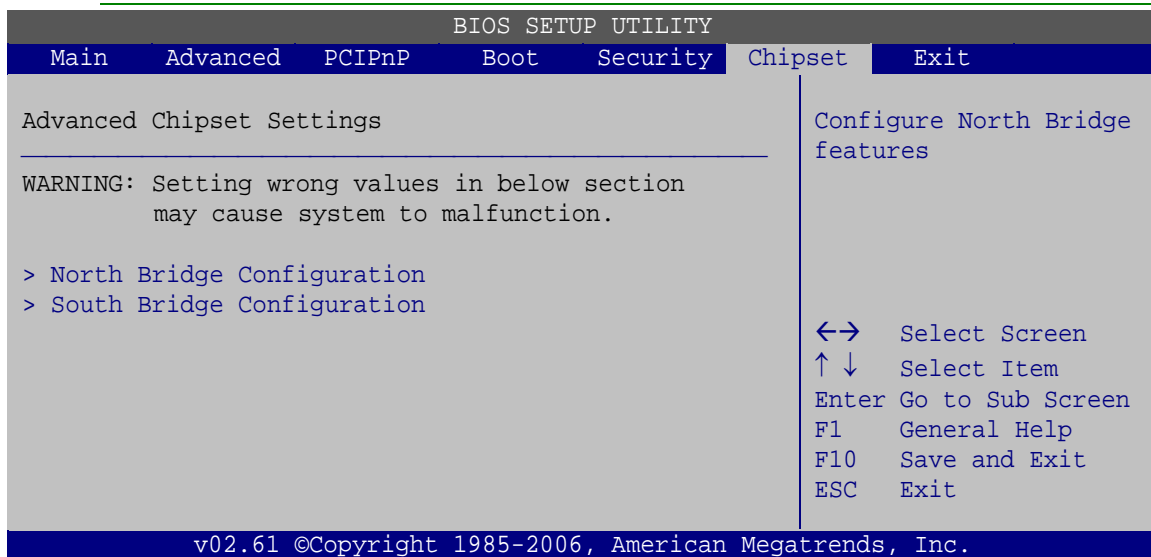 BIOS SETUP UTILITY
Main Advanced PCIPnP Boot Security Chipset Exit
Advanced Chipset Settings
WARNING: Setting wrong values in below section
may cause system to malfunction.
> North Bridge Configuration
> South Bridge Configuration
Configure North Bridge
features
←→ Select Screen
↑ ↓ Select Item
Enter Go to Sub Screen
F1 General Help
F10 Save and Exit
ESC Exit
v02.61 ©Copyright 1985-2006, American Megatrends, Inc.